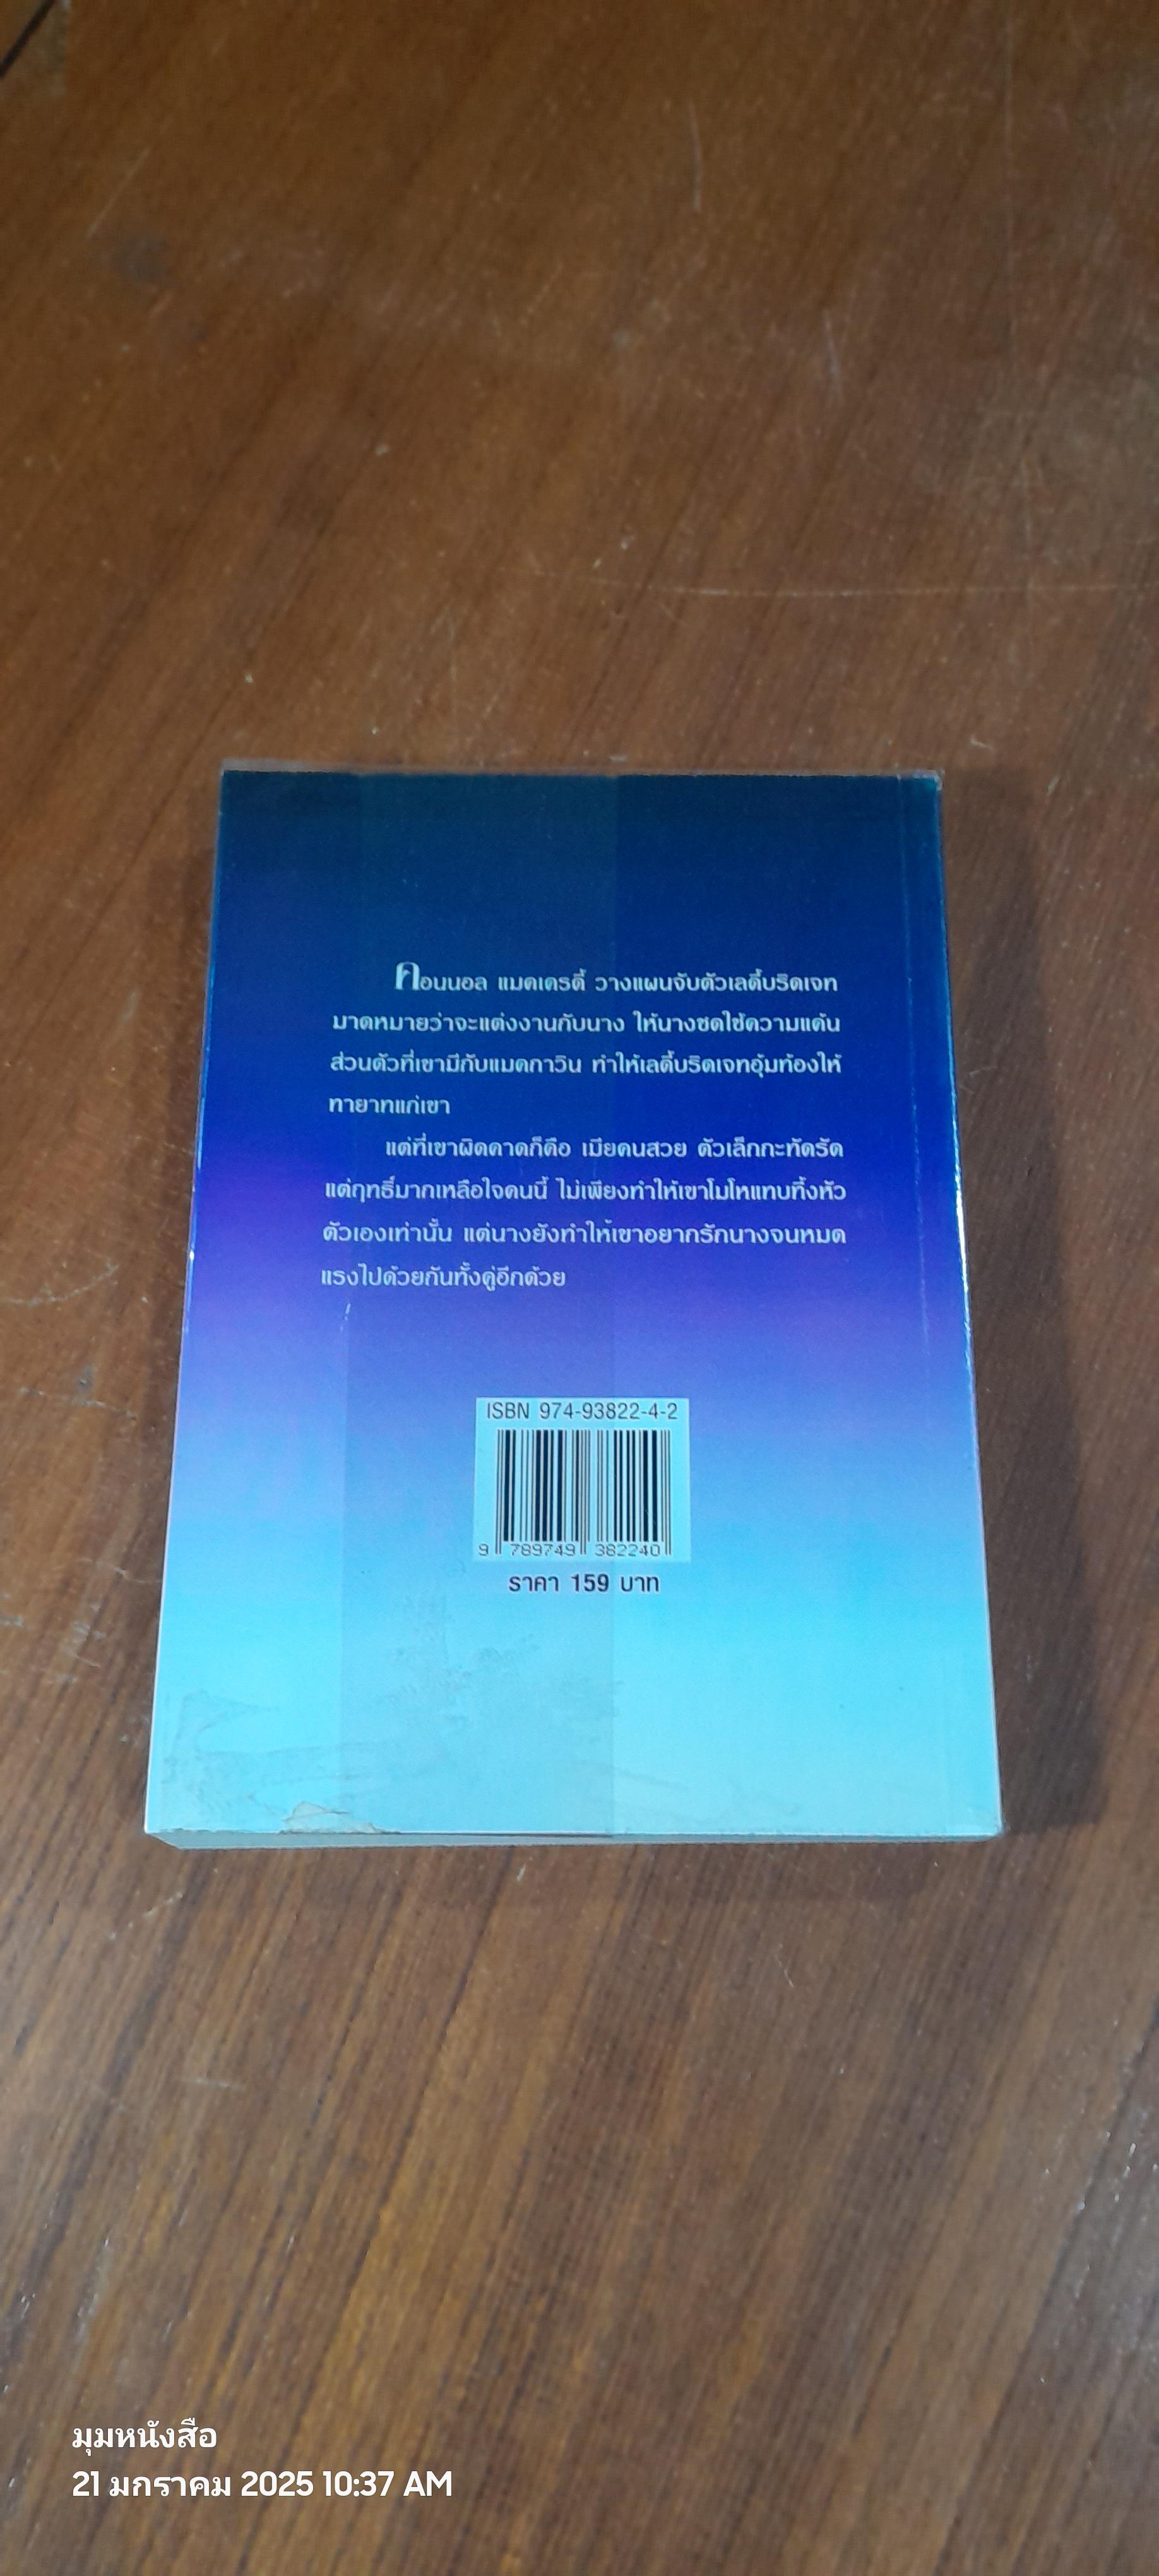 คอนนอล แมคเครดี้ วางแผนจับตัวเลดี้บริดเจท
มาดหมายว่าจะแต่งงานกับนาง ให้นางชดใช้ความแค้น
ส่วนตัวที่เขามีกับแมคกาวิน ทำให้เลดี้บริดเจทอุ้มท้องให้
ทายาทแก่เขา
แต่ที่เขาผิดคาดก็คือ เมียคนสวย ตัวเล็กกะทัดรัด
แต่ฤทธิ์มากเหลือใจคนนี้ ไม่เพียงทำให้เขาโมโหแทบทึ้งหัว
ตัวเองเท่านั้น แต่นางยังทำให้เขาอยากรักนางจนหมด
แรงไปด้วยกันทั้งคู่อีกด้วย
ISBN 974-93822-4-2
9 789749 382240
ราคา 159 บาท
มุมหนังสือ
21 มกราคม 2025 10:37 AM